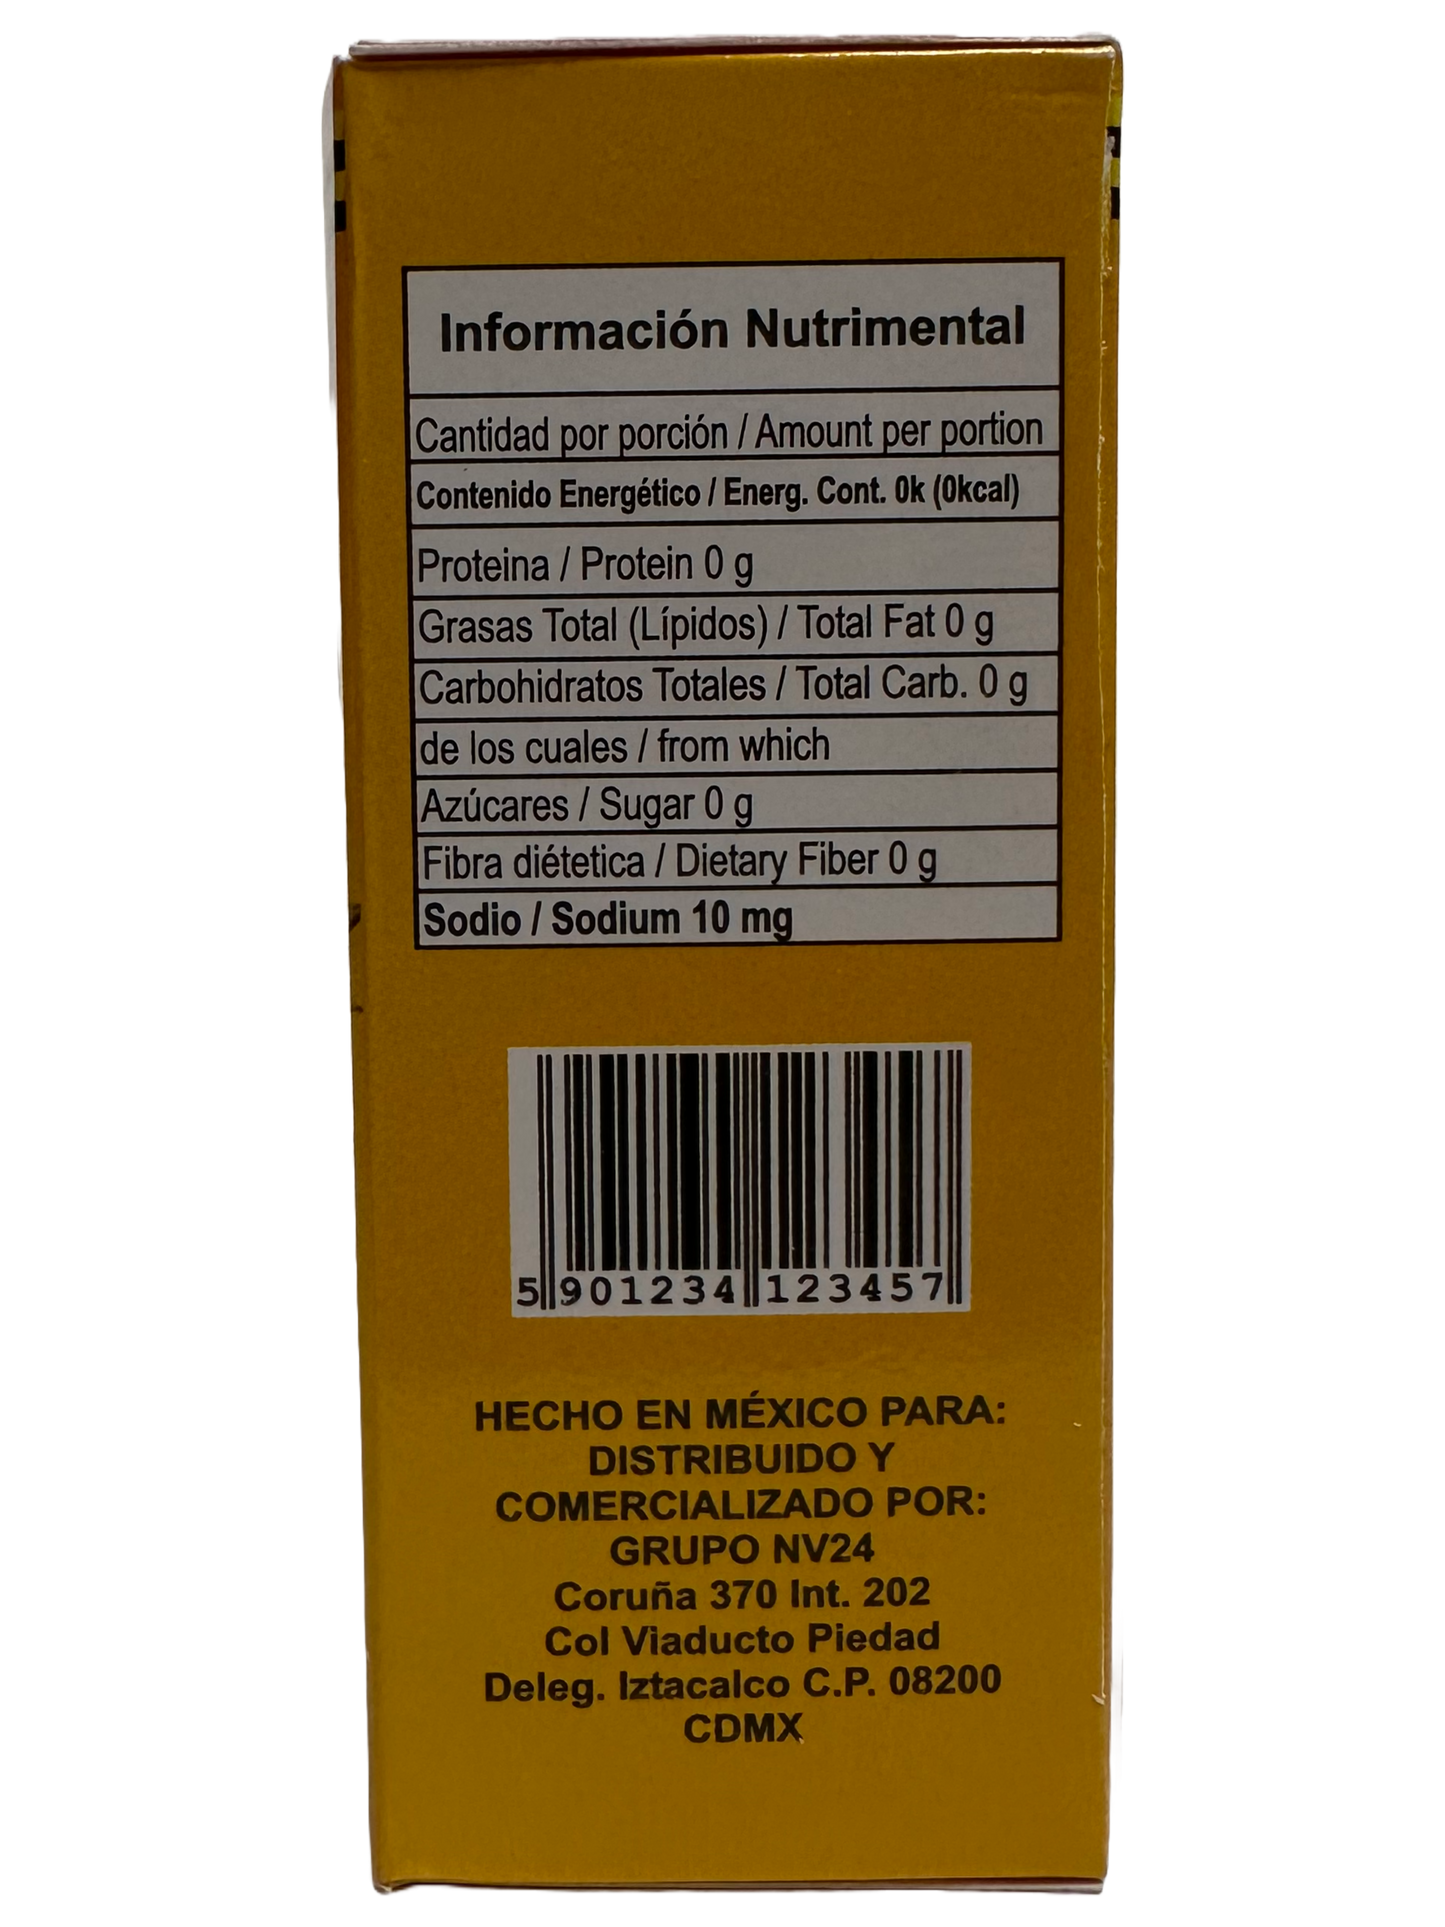 Información Nutrimental
Cantidad por porción / Amount per portion
Contenido Energético / Energ. Cont. 0k (0kcal)
Proteina / Protein 0 g
Grasas Total (Lípidos) / Total Fat 0 g
Carbohidratos Totales / Total Carb. 0 g
de los cuales / from which
Azúcares / Sugar 0 g
Fibra diétetica / Dietary Fiber 0 g
Sodio / Sodium 10 mg
5 901234 123457
HECHO EN MÉXICO PARA:
DISTRIBUIDO Y
COMERCIALIZADO POR:
GRUPO NV24
Coruña 370 Int. 202
Col Viaducto Piedad
Deleg. Iztacalco C.P. 08200
CDMX